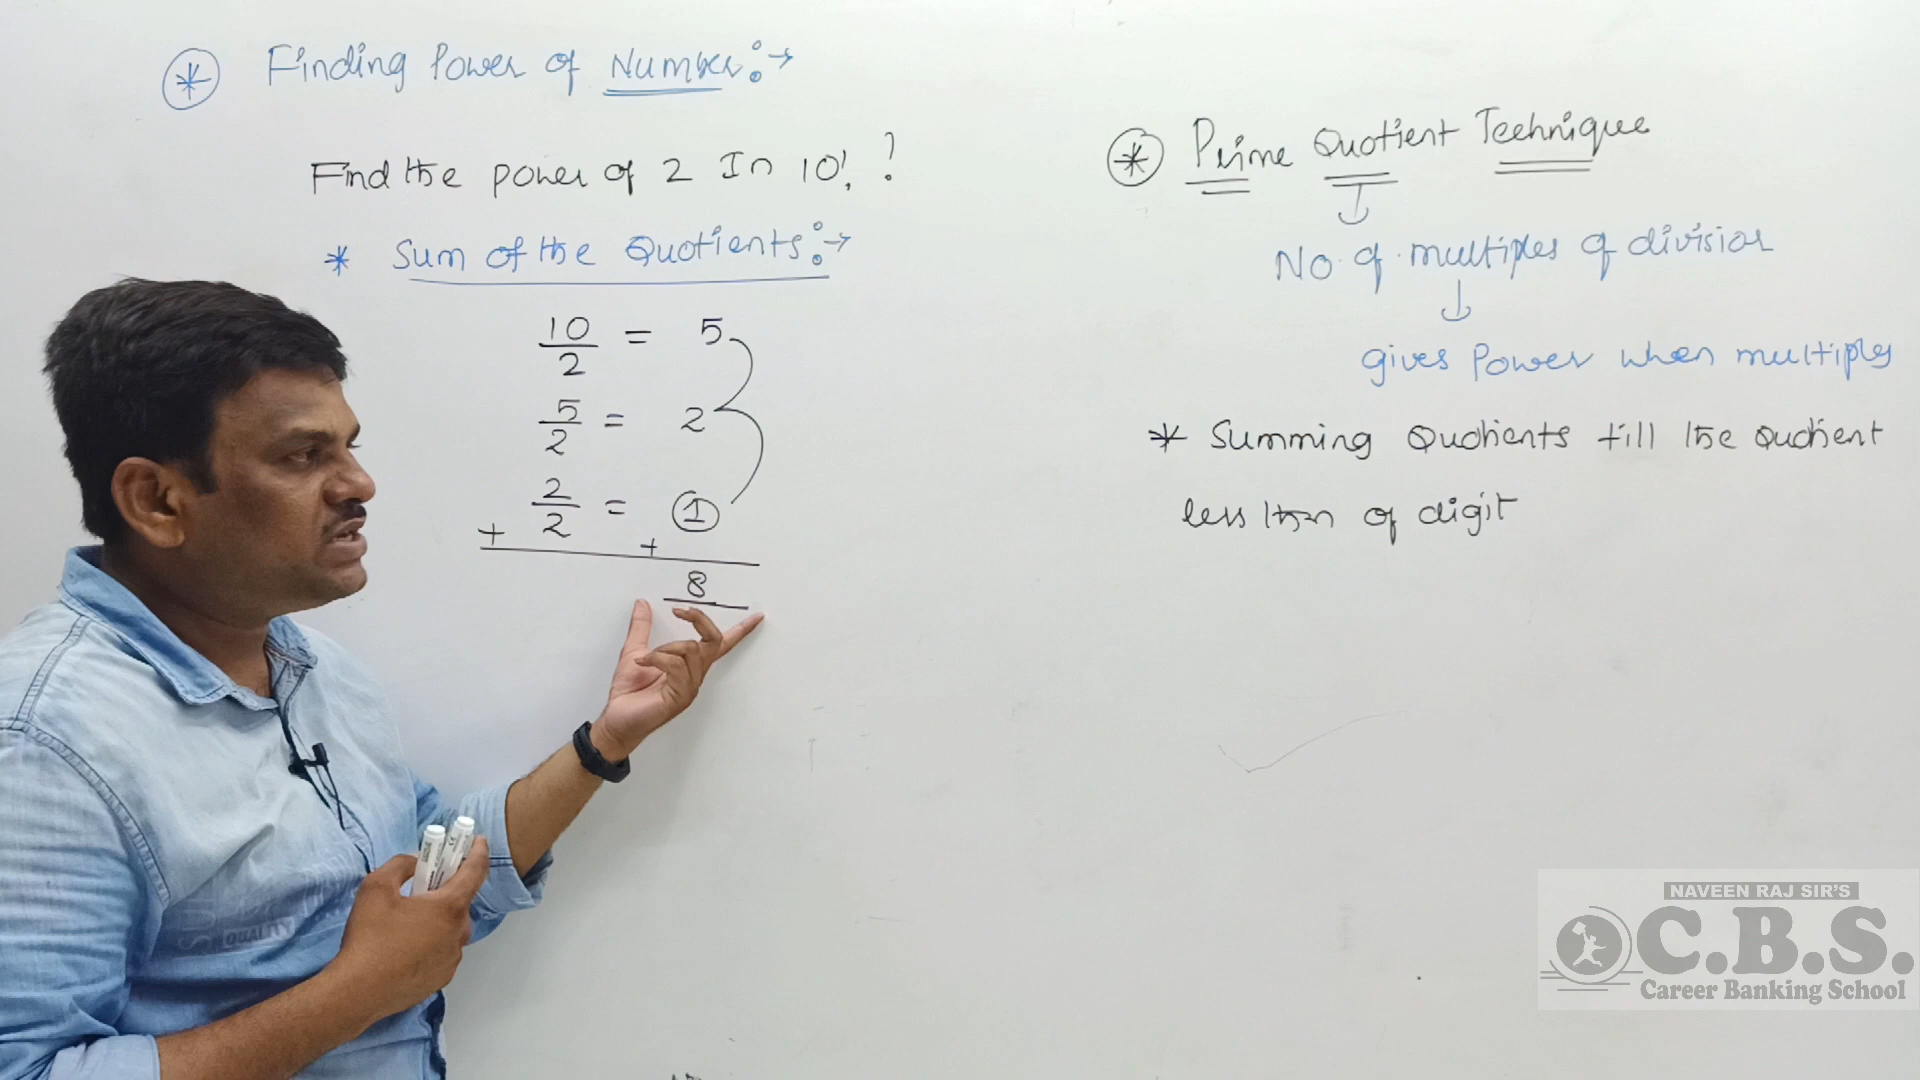 * Finding Power of Number:→
Find the power of 2 In 10! ?
* Sum of the Quotients:→
10/2 = 5
5/2 = 2
2/2 = 1
+ +
8
* Prime Quotient Technique
No. of multiples of division
gives Power when multiples
* Summing Quotients till the Quotient
less than of digit
NAVEEN RAJ SIR'S
C.B.S.
Career Banking School